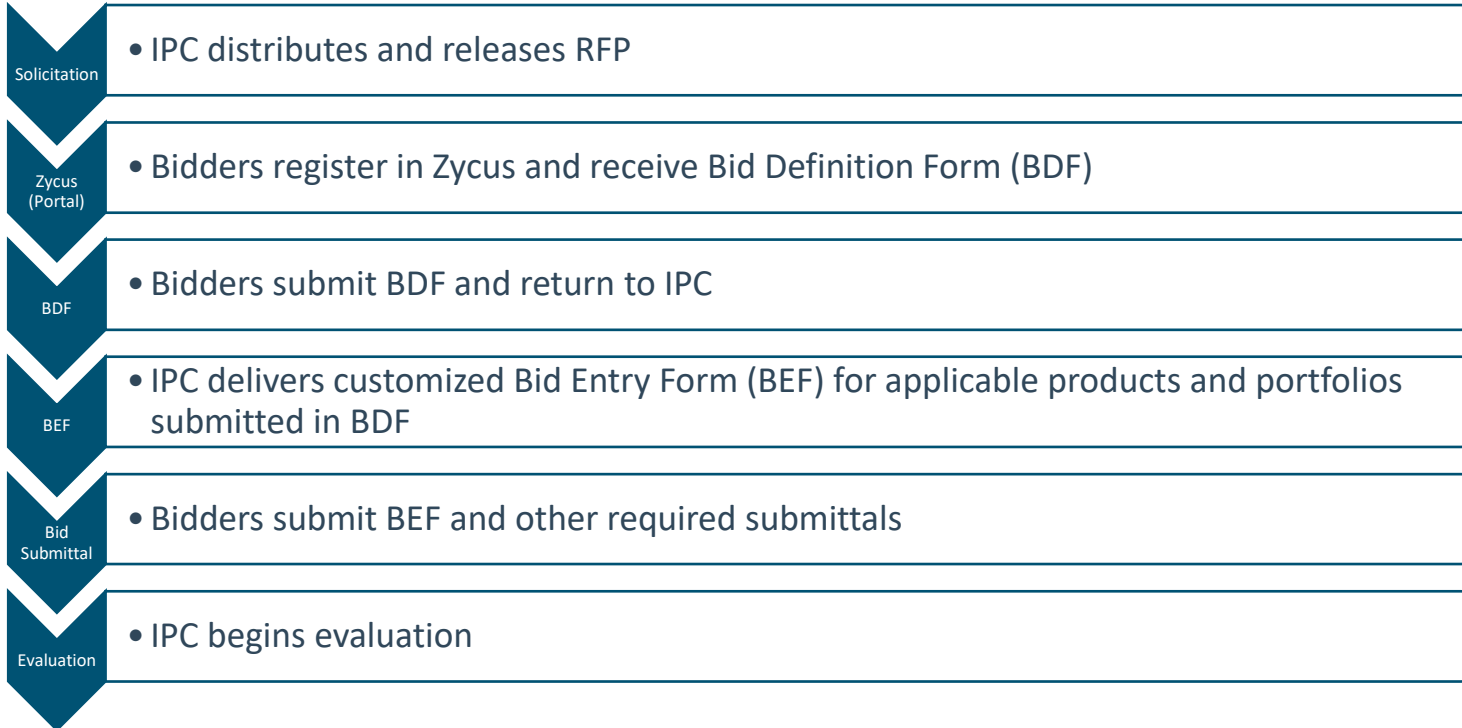 Solicitation
• IPC distributes and releases RFP
Zycus
(Portal)
• Bidders register in Zycus and receive Bid Definition Form (BDF)
BDF
• Bidders submit BDF and return to IPC
BEF
• IPC delivers customized Bid Entry Form (BEF) for applicable products and portfolios
submitted in BDF
Bid
Submittal
• Bidders submit BEF and other required submittals
Evaluation
• IPC begins evaluation